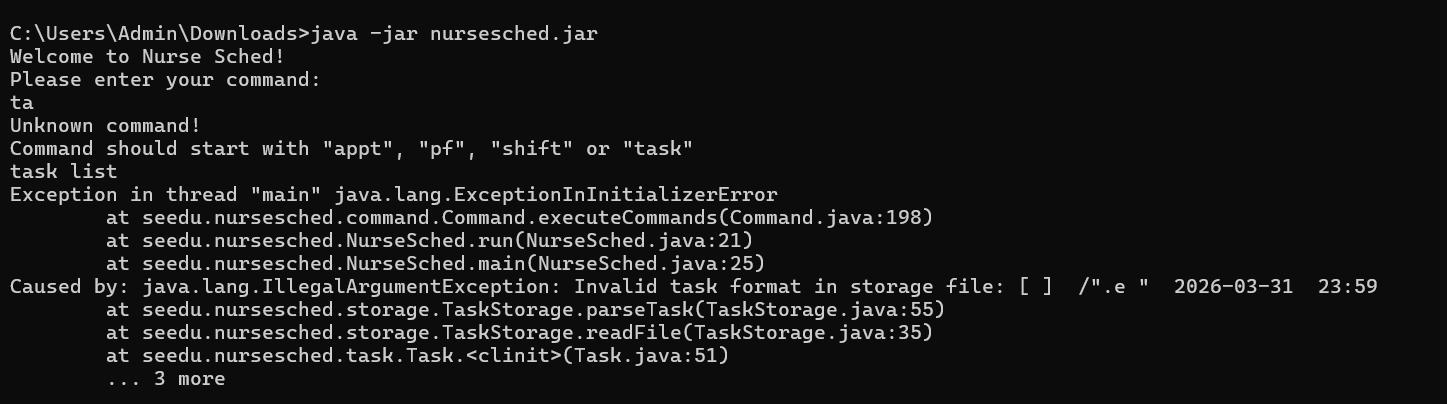 C:\Users\Admin\Downloads>java -jar nursesched.jar
Welcome to Nurse Sched!
Please enter your command:
ta
Unknown command!
Command should start with "appt", "pf", "shift" or "task"
task list
Exception in thread "main" java.lang.ExceptionInInitializerError
        at seedu.nursesched.command.Command.executeCommands(Command.java:198)
        at seedu.nursesched.NurseSched.run(NurseSched.java:21)
        at seedu.nursesched.NurseSched.main(NurseSched.java:25)
Caused by: java.lang.IllegalArgumentException: Invalid task format in storage file: [ ]  /".e "  2026-03-31  23:59
        at seedu.nursesched.storage.TaskStorage.parseTask(TaskStorage.java:55)
        at seedu.nursesched.storage.TaskStorage.readFile(TaskStorage.java:35)
        at seedu.nursesched.task.Task.<clinit>(Task.java:51)
        ... 3 more